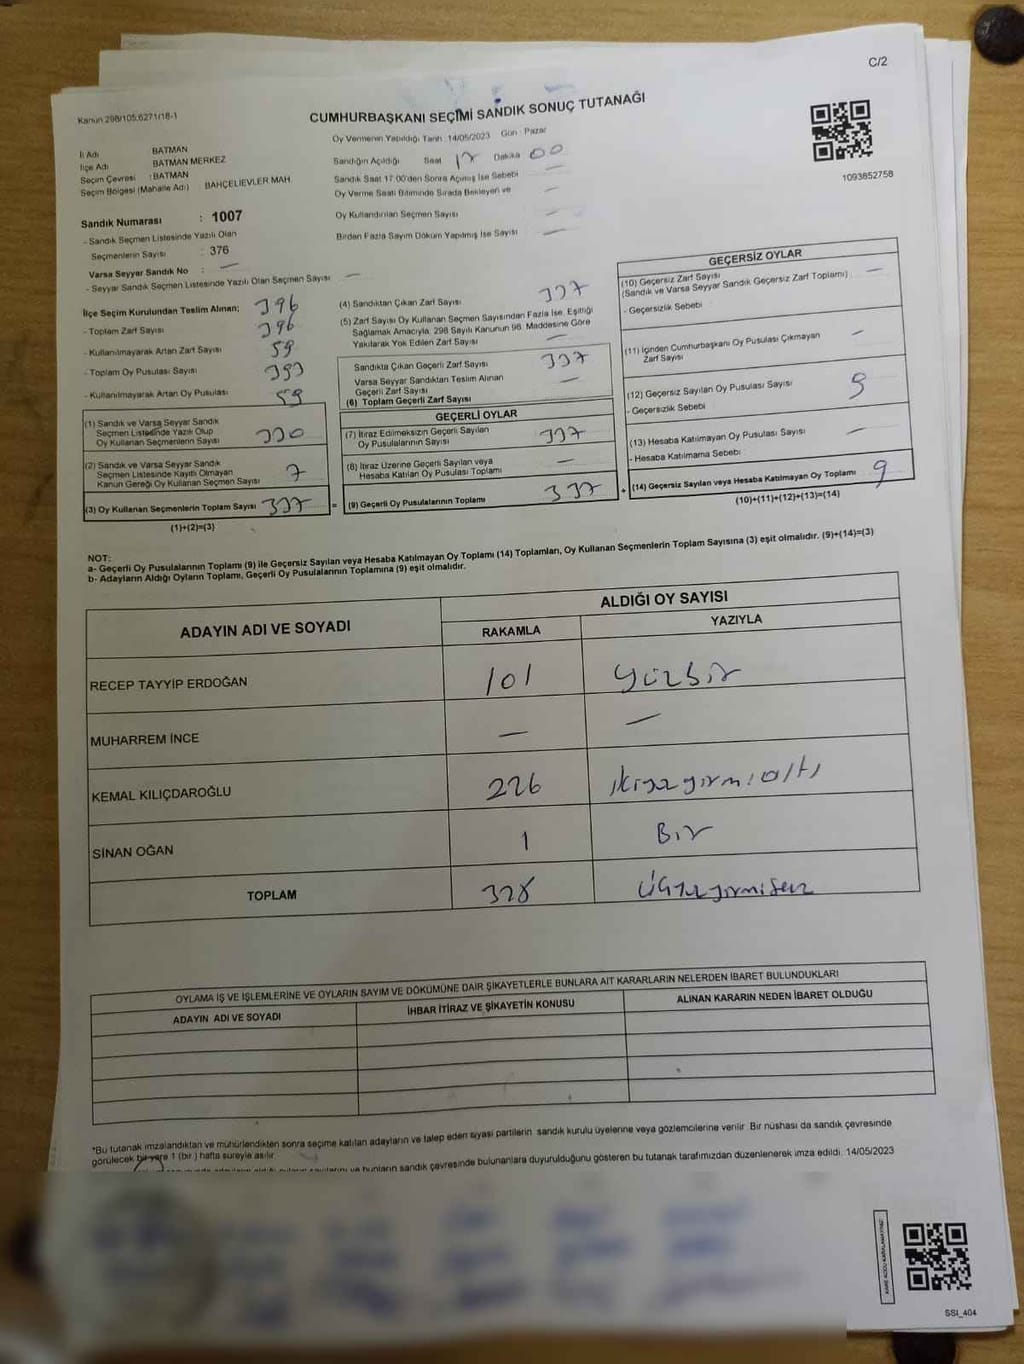 C/2
Kanun 298/105,6271/18-1
CUMHURBAŞKANI SEÇİMİ SANDIK SONUÇ TUTANAĞI
Oy Vermenin Yapıldığı Tarih 14/05/2023 Gün Pazar
İl Adı BATMAN
İlçe Adı BATMAN MERKEZ
Seçim Çevresi : BATMAN
Seçim Bölgesi (Mahalle Adı) BAHÇELİEVLER MAH.
Sandığın Açıldığı Saat 17 Dakika 00
Sandık Saat 17:00'den Sonra Açılmış İse Sebebi —
Oy Verme Saati Bitiminde Sırada Bekleyen ve
Oy Kullandırılan Seçmen Sayısı —
Birden Fazla Sayım Döküm Yapılmış İse Sayısı —
1093852758
Sandık Numarası : 1007
- Sandık Seçmen Listesinde Yazılı Olan
Seçmenlerin Sayısı : 376
Varsa Seyyar Sandık No : —
- Seyyar Sandık Seçmen Listesinde Yazılı Olan Seçmen Sayısı —
İlçe Seçim Kurulundan Teslim Alınan; 396
- Toplam Zarf Sayısı 396
- Kullanılmayarak Artan Zarf Sayısı 59
- Toplam Oy Pusulası Sayısı
- Kullanılmayarak Artan Oy Pusulası 59
(1) Sandık ve Varsa Seyyar Sandık
Seçmen Listesinde Yazılı Olup
Oy Kullanan Seçmenlerin Sayısı 330
(2) Sandık ve Varsa Seyyar Sandık
Seçmen Listesinde Kayıtlı Olmayan
Kanun Gereği Oy Kullanan Seçmen Sayısı 7
(3) Oy Kullanan Seçmenlerin Toplam Sayısı 337
(1)+(2)=(3)
(4) Sandıktan Çıkan Zarf Sayısı 337
(5) Zarf Sayısı Oy Kullanan Seçmen Sayısından Fazla İse, Eşitliği
Sağlamak Amacıyla, 298 Sayılı Kanunun 98. Maddesine Göre
Yakılarak Yok Edilen Zarf Sayısı —
Sandıkta Çıkan Geçerli Zarf Sayısı 337
Varsa Seyyar Sandıktan Teslim Alınan
Geçerli Zarf Sayısı —
(6) Toplam Geçerli Zarf Sayısı
GEÇERLİ OYLAR
(7) İtiraz Edilmeksizin Geçerli Sayılan
Oy Pusulalarının Sayısı 337
(8) İtiraz Üzerine Geçerli Sayılan veya
Hesaba Katılan Oy Pusulası Toplamı —
= (9) Geçerli Oy Pusulalarının Toplamı 337
GEÇERSİZ OYLAR
(10) Geçersiz Zarf Sayısı
(Sandık ve Varsa Seyyar Sandık Geçersiz Zarf Toplamı) —
- Geçersizlik Sebebi
(11) İçinden Cumhurbaşkanı Oy Pusulası Çıkmayan
Zarf Sayısı —
(12) Geçersiz Sayılan Oy Pusulası Sayısı 9
- Geçersizlik Sebebi
(13) Hesaba Katılmayan Oy Pusulası Sayısı —
- Hesaba Katılmama Sebebi
+ (14) Geçersiz Sayılan veya Hesaba Katılmayan Oy Toplamı 9
(10)+(11)+(12)+(13)=(14)
NOT:
a- Geçerli Oy Pusulalarının Toplamı (9) ile Geçersiz Sayılan veya Hesaba Katılmayan Oy Toplamı (14) Toplamları, Oy Kullanan Seçmenlerin Toplam Sayısına (3) eşit olmalıdır. (9)+(14)=(3)
b- Adayların Aldığı Oyların Toplamı, Geçerli Oy Pusulalarının Toplamına (9) eşit olmalıdır.
ADAYIN ADI VE SOYADI ALDIĞI OY SAYISI
RAKAMLA YAZIYLA
RECEP TAYYİP ERDOĞAN 101 yüzbir
MUHARREM İNCE — —
KEMAL KILIÇDAROĞLU 226 ikiyüzyirmialtı
SİNAN OĞAN 1 Bir
TOPLAM 328 üçyüzyirmisekiz
OYLAMA İŞ VE İŞLEMLERİNE VE OYLARIN SAYIM VE DÖKÜMÜNE DAİR ŞİKAYETLERLE BUNLARA AİT KARARLARIN NELERDEN İBARET BULUNDUKLARI
ADAYIN ADI VE SOYADI İHBAR İTİRAZ VE ŞİKAYETİN KONUSU ALINAN KARARIN NEDEN İBARET OLDUĞU
*Bu tutanak imzalandıktan ve mühürlendikten sonra seçime katılan adayların ve talep eden siyasi partilerin sandık kurulu üyelerine veya gözlemcilerine verilir. Bir nüshası da sandık çevresinde
görülecek bir yere 1 (bir) hafta süreyle asılır.
ve bunların sandık çevresinde bulunanlara duyurulduğunu gösteren bu tutanak tarafımızdan düzenlenerek imza edildi. 14/05/2023
SSI_404